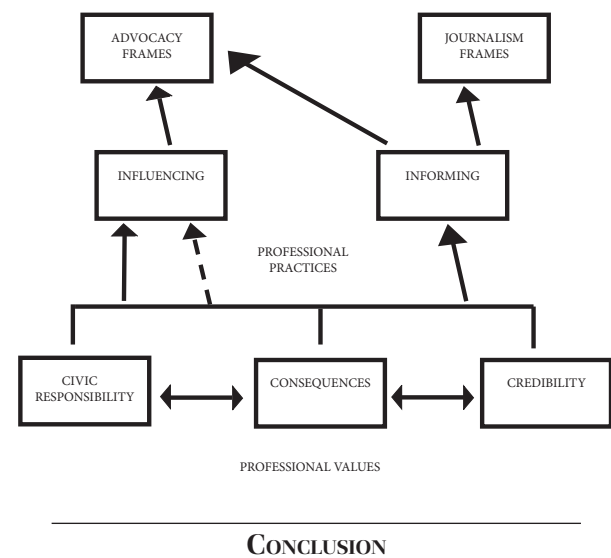 ADVOCACY
FRAMES
JOURNALISM
FRAMES
INFLUENCING
INFORMING
PROFESSIONAL
PRACTICES
CIVIC
RESPONSIBILITY
CONSEQUENCES
CREDIBILITY
PROFESSIONAL VALUES
CONCLUSION